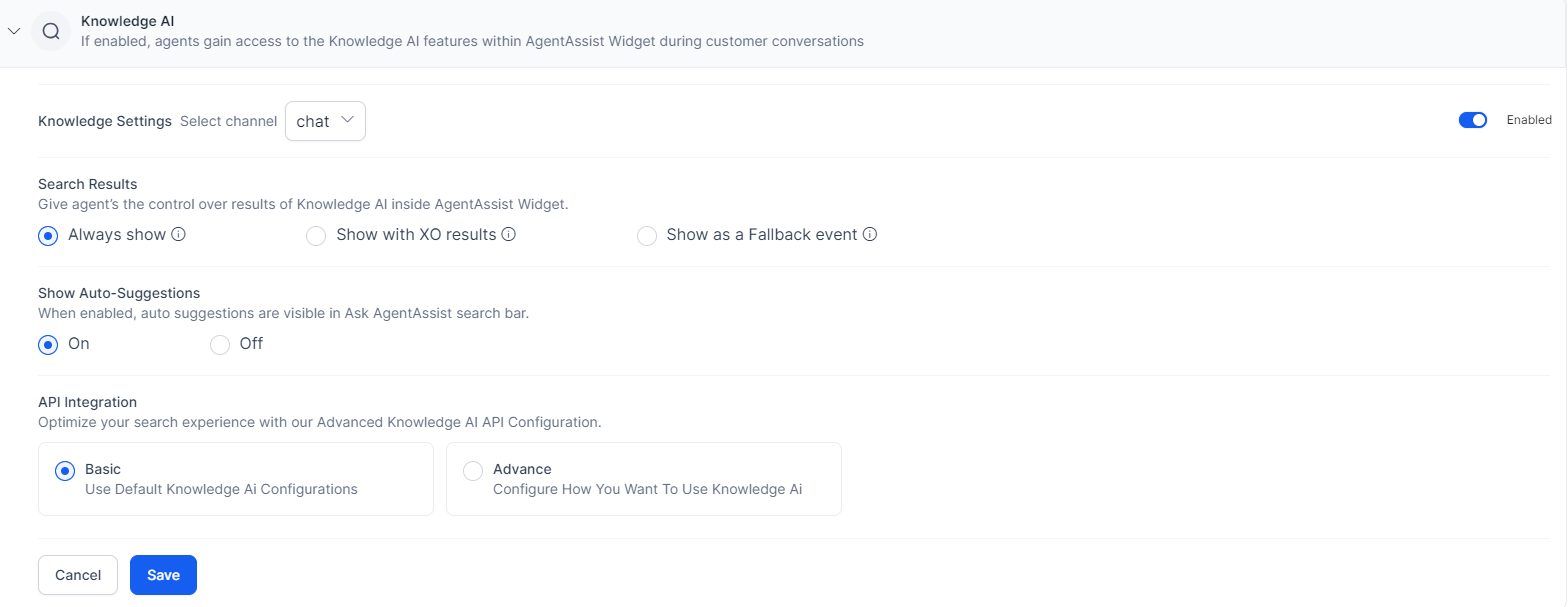 Knowledge AI
If enabled, agents gain access to the Knowledge AI features within AgentAssist Widget during customer conversations
Knowledge Settings Select channel chat Enabled
Search Results
Give agent's the control over results of Knowledge AI inside AgentAssist Widget.
Always show Show with XO results Show as a Fallback event
Show Auto-Suggestions
When enabled, auto suggestions are visible in Ask AgentAssist search bar.
On Off
API Integration
Optimize your search experience with our Advanced Knowledge AI API Configuration.
Basic Advance
Use Default Knowledge Ai Configurations Configure How You Want To Use Knowledge Ai
Cancel Save